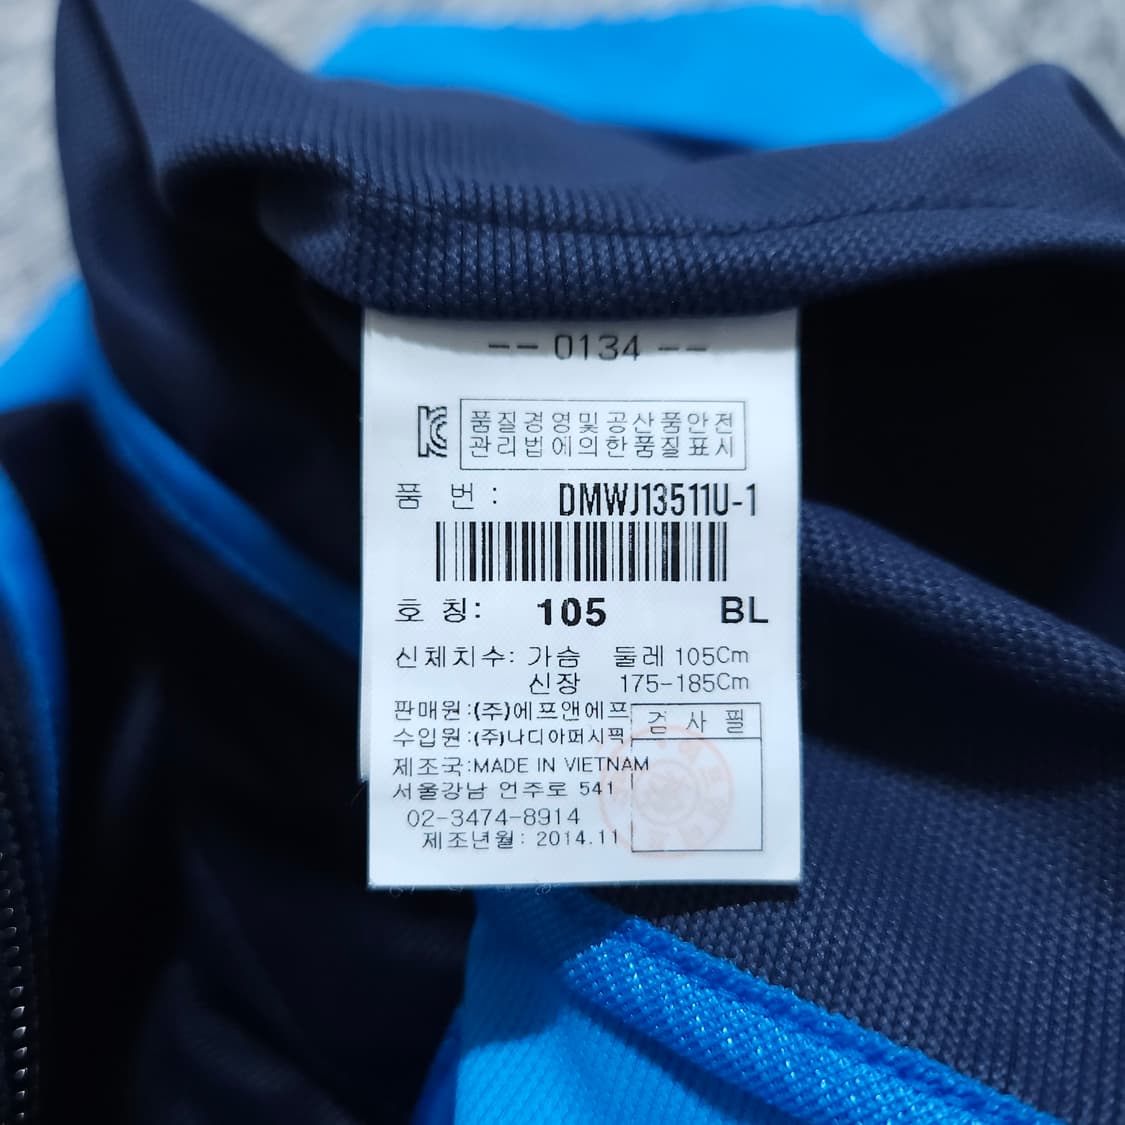 -- 0134 --
품질경영및공산품안전
관리법에의한품질표시
품 번 : DMWJ13511U-1
호 칭: 105 BL
신체치수: 가슴 둘레 105Cm
신장 175-185Cm
판매원:(주)에프앤에프
수입원:(주)나디아퍼시픽
검 사 필
제조국:MADE IN VIETNAM
서울강남 언주로 541
02-3474-8914
제조년월: 2014.11